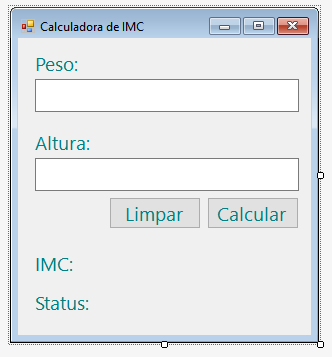 Calculadora de IMC
Peso:
Altura:
Limpar Calcular
IMC:
Status: